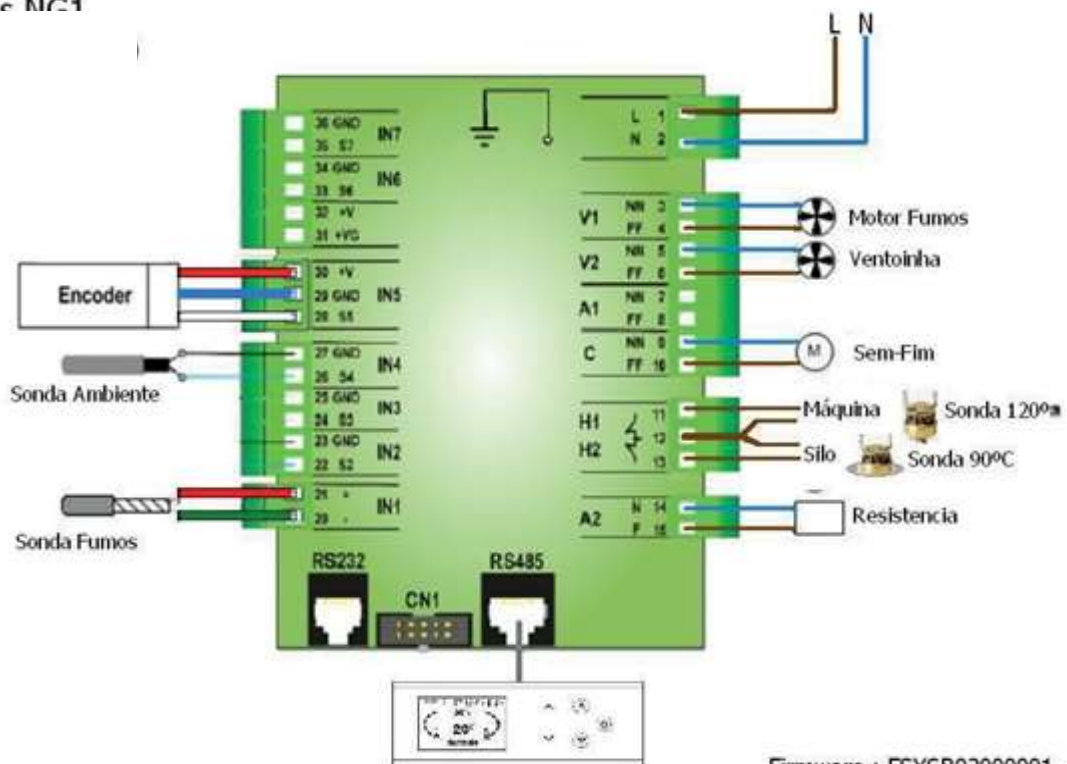 s NG1
L N
36 GND
35 S7
IN7
34 GND
33 S6
IN6
32 +V
31 +VG
30 +V
29 GND
28 S5
IN5
27 GND
26 S4
IN4
25 GND
24 S3
IN3
23 GND
22 S2
IN2
21 +
20 -
IN1
Encoder
Sonda Ambiente
Sonda Fumos
L 1
N 2
V1
NN 3
FF 4
Motor Fumos
V2
NN 5
FF 6
Ventoinha
A1
NN 7
FF 8
C
NN 9
FF 10
M
Sem-Fim
H1
H2
11
12
13
Máquina
Sonda 120º
Silo
Sonda 90ºC
A2
N 14
F 15
Resistencia
RS232
CN1
RS485
20°